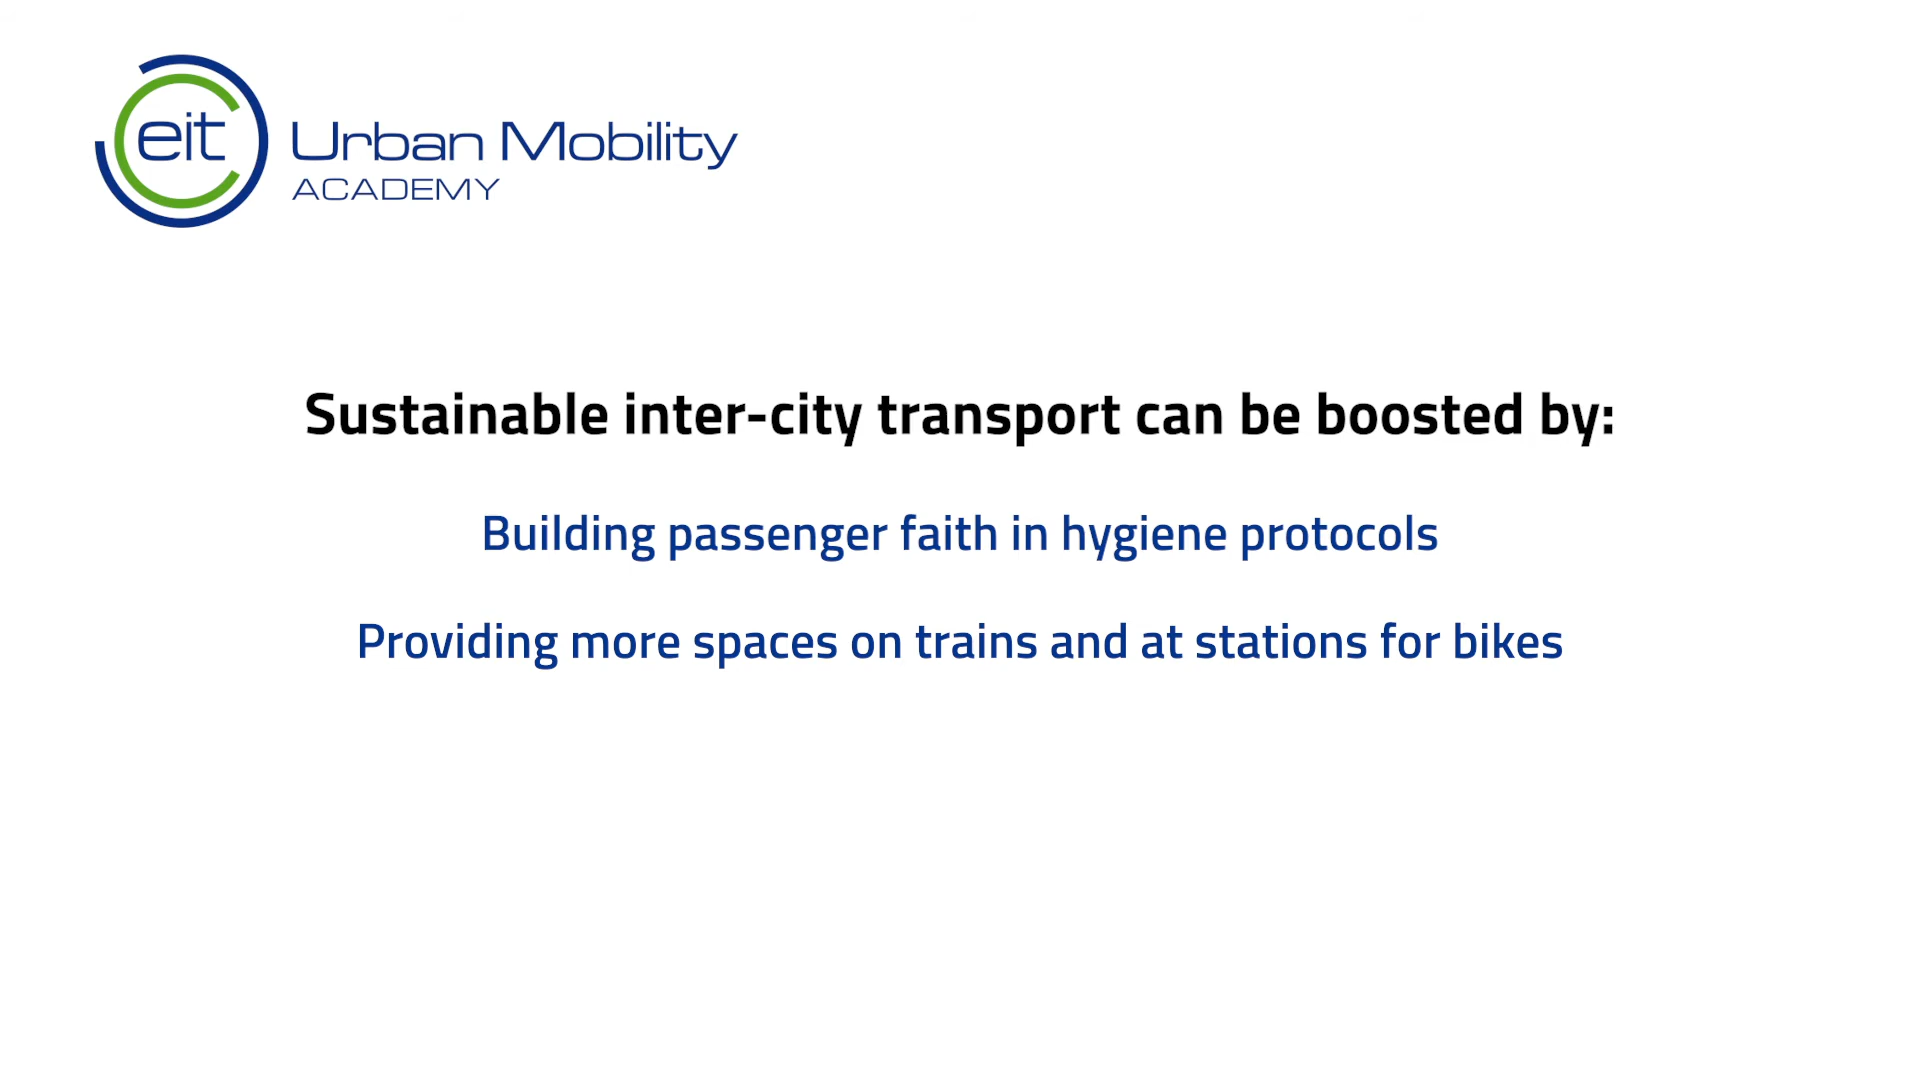 eit Urban Mobility
ACADEMY
Sustainable inter-city transport can be boosted by:
Building passenger faith in hygiene protocols
Providing more spaces on trains and at stations for bikes